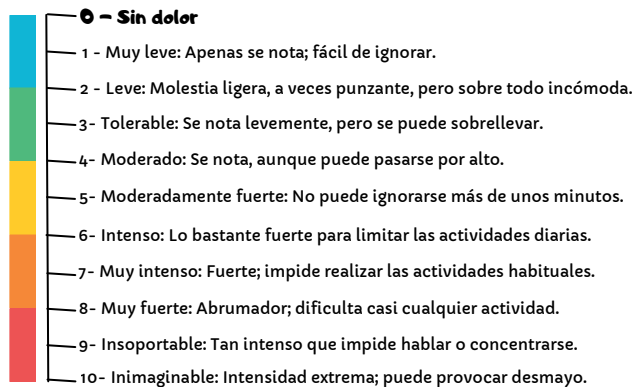 0 – Sin dolor
1 - Muy leve: Apenas se nota; fácil de ignorar.
2 - Leve: Molestia ligera, a veces punzante, pero sobre todo incómoda.
3- Tolerable: Se nota levemente, pero se puede sobrellevar.
4- Moderado: Se nota, aunque puede pasarse por alto.
5- Moderadamente fuerte: No puede ignorarse más de unos minutos.
6- Intenso: Lo bastante fuerte para limitar las actividades diarias.
7- Muy intenso: Fuerte; impide realizar las actividades habituales.
8- Muy fuerte: Abrumador; dificulta casi cualquier actividad.
9- Insoportable: Tan intenso que impide hablar o concentrarse.
10- Inimaginable: Intensidad extrema; puede provocar desmayo.